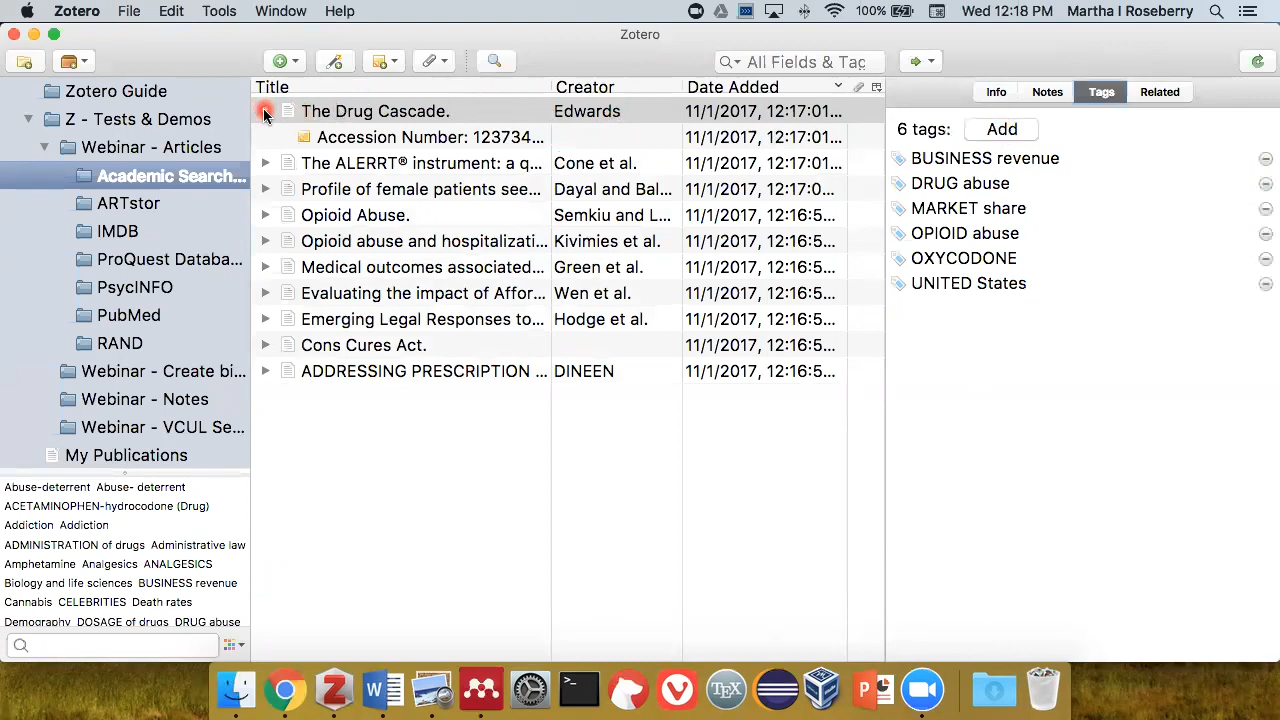 Zotero File Edit Tools Window Help 100% Wed 12:18 PM Martha I Roseberry
Zotero
All Fields & Tag
Zotero Guide
Z - Tests & Demos
Webinar - Articles
Academic Search...
ARTstor
IMDB
ProQuest Databa...
PsycINFO
PubMed
RAND
Webinar - Create bi...
Webinar - Notes
Webinar - VCUL Se...
My Publications
Abuse-deterrent Abuse- deterrent
ACETAMINOPHEN-hydrocodone (Drug)
Addiction Addiction
ADMINISTRATION of drugs Administrative law
Amphetamine Analgesics ANALGESICS
Biology and life sciences BUSINESS revenue
Cannabis CELEBRITIES Death rates
Demography DOSAGE of drugs DRUG abuse
Title Creator Date Added
The Drug Cascade. Edwards 11/1/2017, 12:17:01...
Accession Number: 123734...
The ALERRT® instrument: a q... Cone et al. 11/1/2017, 12:17:01...
Profile of female patients see... Dayal and Bal... 11/1/2017, 12:17:0...
Opioid Abuse. Semkiu and L... 11/1/2017, 12:16:5...
Opioid abuse and hospitalizati... Kivimies et al. 11/1/2017, 12:16:5...
Medical outcomes associated... Green et al. 11/1/2017, 12:16:5...
Evaluating the impact of Affor... Wen et al. 11/1/2017, 12:16:5...
Emerging Legal Responses to... Hodge et al. 11/1/2017, 12:16:5...
Cons Cures Act. 11/1/2017, 12:16:5...
ADDRESSING PRESCRIPTION ... DINEEN 11/1/2017, 12:16:5...
Info Notes Tags Related
6 tags: Add
BUSINESS revenue
DRUG abuse
MARKET share
OPIOID abuse
OXYCODONE
UNITED States
W TEX P